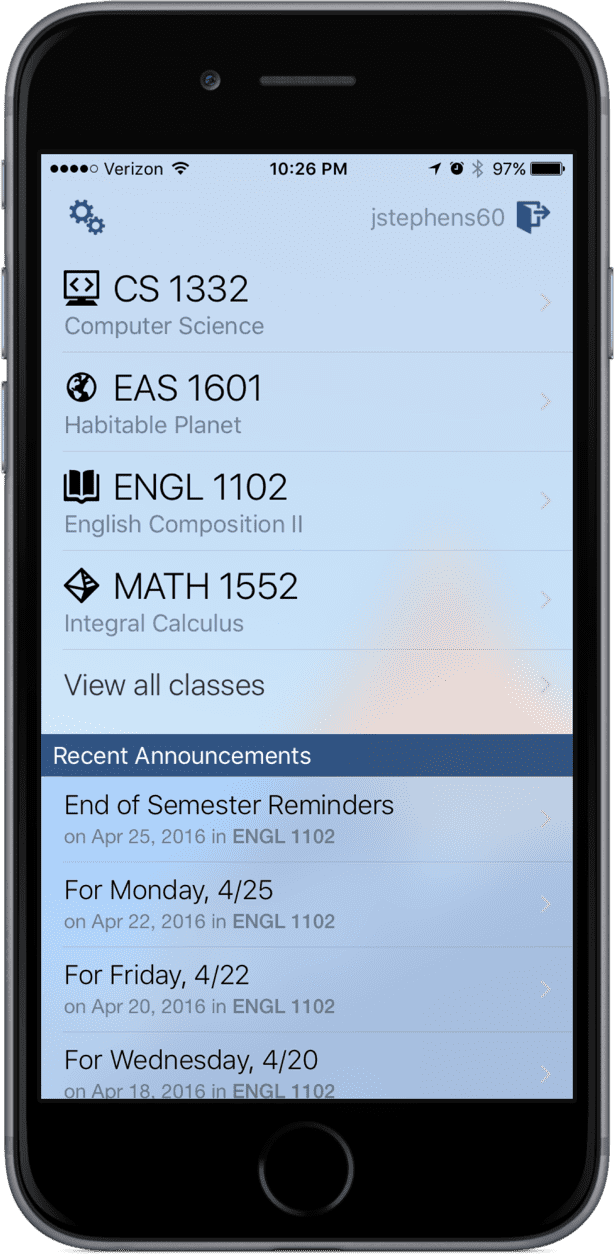 Verizon 10:26 PM 97%
jstephens60
CS 1332
Computer Science
EAS 1601
Habitable Planet
ENGL 1102
English Composition II
MATH 1552
Integral Calculus
View all classes
Recent Announcements
End of Semester Reminders
on Apr 25, 2016 in ENGL 1102
For Monday, 4/25
on Apr 22, 2016 in ENGL 1102
For Friday, 4/22
on Apr 20, 2016 in ENGL 1102
For Wednesday, 4/20
on Apr 18, 2016 in ENGL 1102